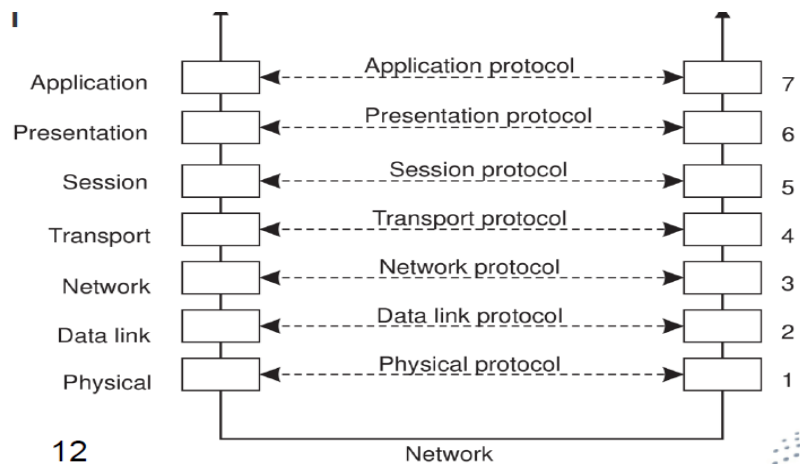 Application Application protocol 7
Presentation Presentation protocol 6
Session Session protocol 5
Transport Transport protocol 4
Network Network protocol 3
Data link Data link protocol 2
Physical Physical protocol 1
12 Network